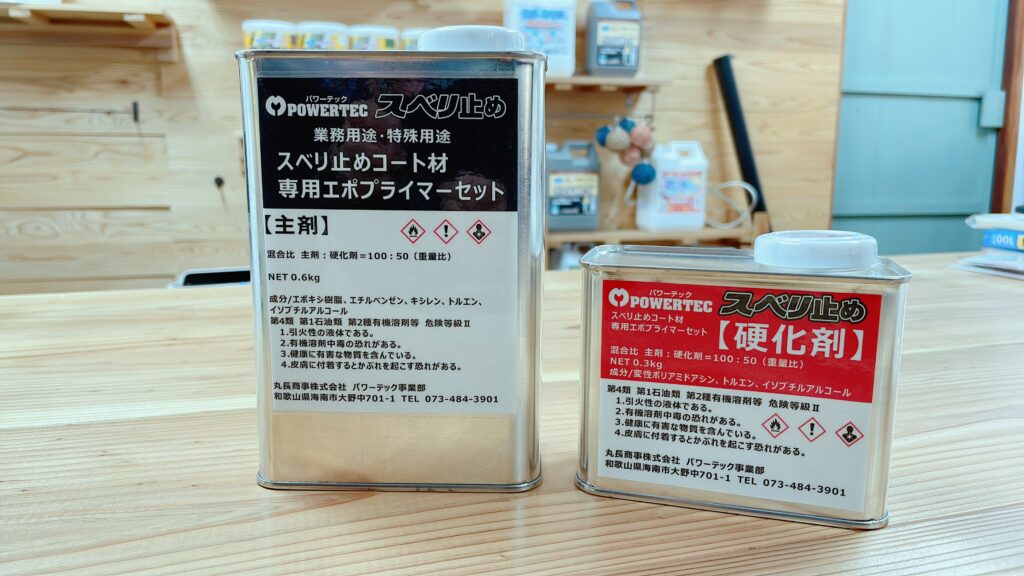 パワーテック
POWERTEC スベリ止め
業務用途・特殊用途
スベリ止めコート材
専用エポプライマーセット
【主剤】
混合比 主剤：硬化剤＝100：50（重量比）
NET 0.6kg
成分/エポキシ樹脂、エチルベンゼン、キシレン、トルエン、
イソブチルアルコール
第4類 第1石油類 第2種有機溶剤等 危険等級Ⅱ
1.引火性の液体である。
2.有機溶剤中毒の恐れがある。
3.健康に有害な物質を含んでいる。
4.皮膚に付着するとかぶれを起こす恐れがある。
丸長商事株式会社 パワーテック事業部
和歌山県海南市大野中701-1 TEL 073-484-3901
パワーテック
POWERTEC スベリ止め
スベリ止めコート材
専用エポプライマーセット
【硬化剤】
混合比 主剤：硬化剤＝100：50（重量比）
NET 0.3kg
成分/変性ポリアミドアシン、トルエン、イソブチルアルコール
第4類 第1石油類 第2種有機溶剤等 危険等級Ⅱ
1.引火性の液体である。
2.有機溶剤中毒の恐れがある。
3.健康に有害な物質を含んでいる。
4.皮膚に付着するとかぶれを起こす恐れがある。
丸長商事株式会社 パワーテック事業部
和歌山県海南市大野中701-1 TEL 073-484-3901